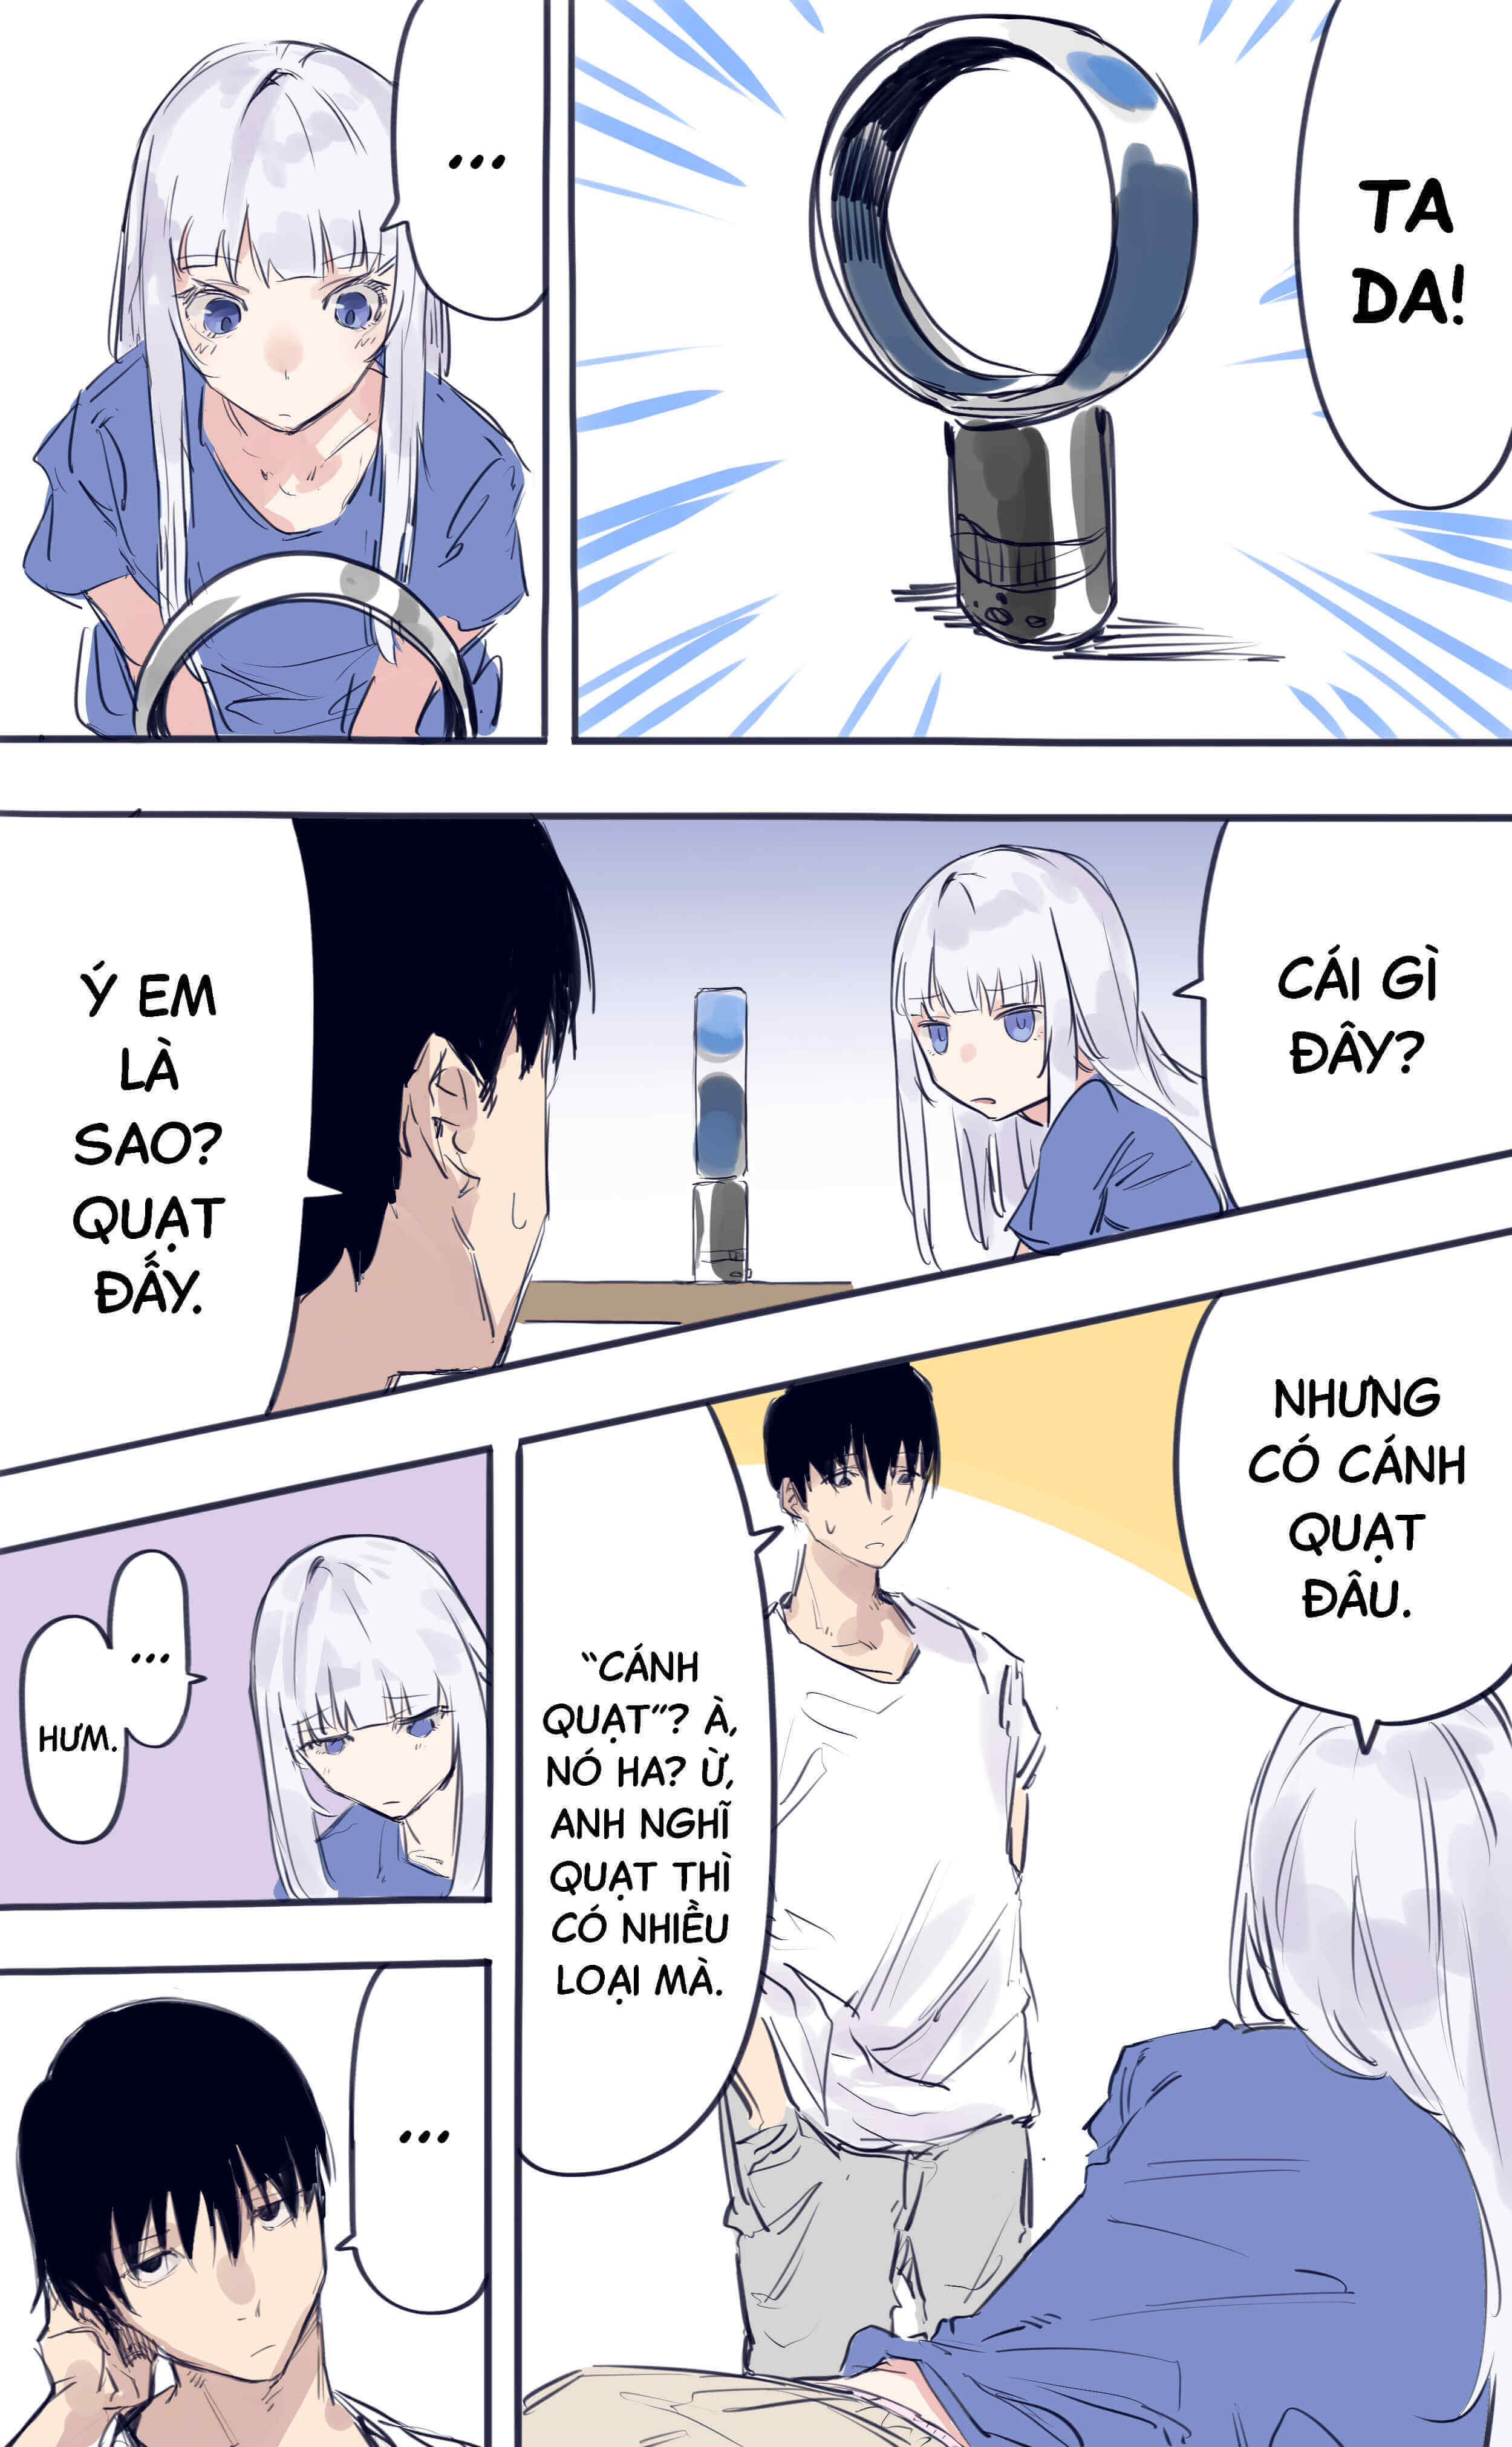 TA
DA!
...
CÁI GÌ
ĐÂY?
Ý EM
LÀ
SAO?
QUẠT
ĐẤY.
NHƯNG
CÓ CÁNH
QUẠT
ĐÂU.
“CÁNH
QUẠT”? À,
NÓ HA? Ừ,
ANH NGHĨ
QUẠT THÌ
CÓ NHIỀU
LOẠI MÀ.
...
HƯM.
...